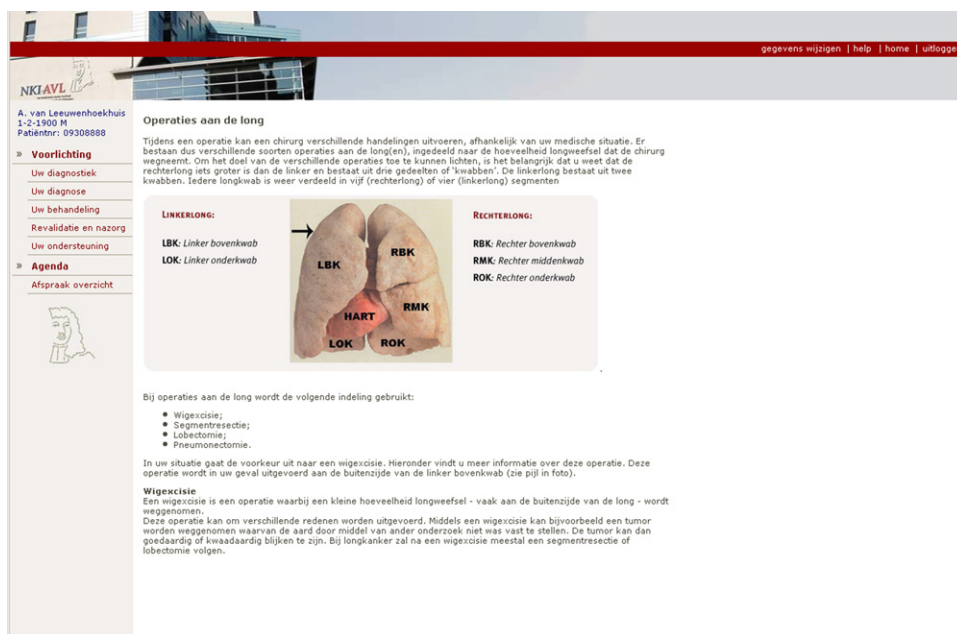 gegevens wijzigen | help | home | uitlogge
NKI-AVL
A. van Leeuwenhoekhuis
1-2-1900 M
Patiëntnr: 09308888
» Voorlichting
Uw diagnostiek
Uw diagnose
Uw behandeling
Revalidatie en nazorg
Uw ondersteuning
» Agenda
Afspraak overzicht
Operaties aan de long
Tijdens een operatie kan een chirurg verschillende handelingen uitvoeren, afhankelijk van uw medische situatie. Er
bestaan dus verschillende soorten operaties aan de long(en), ingedeeld naar de hoeveelheid longweefsel dat de chirurg
wegneemt. Om het doel van de verschillende operaties toe te kunnen lichten, is het belangrijk dat u weet dat de
rechterlong iets groter is dan de linker en bestaat uit drie gedeelten of 'kwabben'. De linkerlong bestaat uit twee
kwabben. Iedere longkwab is weer verdeeld in vijf (rechterlong) of vier (linkerlong) segmenten
LINKERLONG:
LBK: Linker bovenkwab
LOK: Linker onderkwab
LBK
RBK
HART
RMK
LOK
ROK
RECHTERLONG:
RBK: Rechter bovenkwab
RMK: Rechter middenkwab
ROK: Rechter onderkwab
.
Bij operaties aan de long wordt de volgende indeling gebruikt:
• Wigexcisie;
• Segmentresectie;
• Lobectomie;
• Pneumonectomie.
In uw situatie gaat de voorkeur uit naar een wigexcisie. Hieronder vindt u meer informatie over deze operatie. Deze
operatie wordt in uw geval uitgevoerd aan de buitenzijde van de linker bovenkwab (zie pijl in foto).
Wigexcisie
Een wigexcisie is een operatie waarbij een kleine hoeveelheid longweefsel - vaak aan de buitenzijde van de long - wordt
weggenomen.
Deze operatie kan om verschillende redenen worden uitgevoerd. Middels een wigexcisie kan bijvoorbeeld een tumor
worden weggenomen waarvan de aard door middel van ander onderzoek niet was vast te stellen. De tumor kan dan
goedaardig of kwaadaardig blijken te zijn. Bij longkanker zal na een wigexcisie meestal een segmentresectie of
lobectomie volgen.